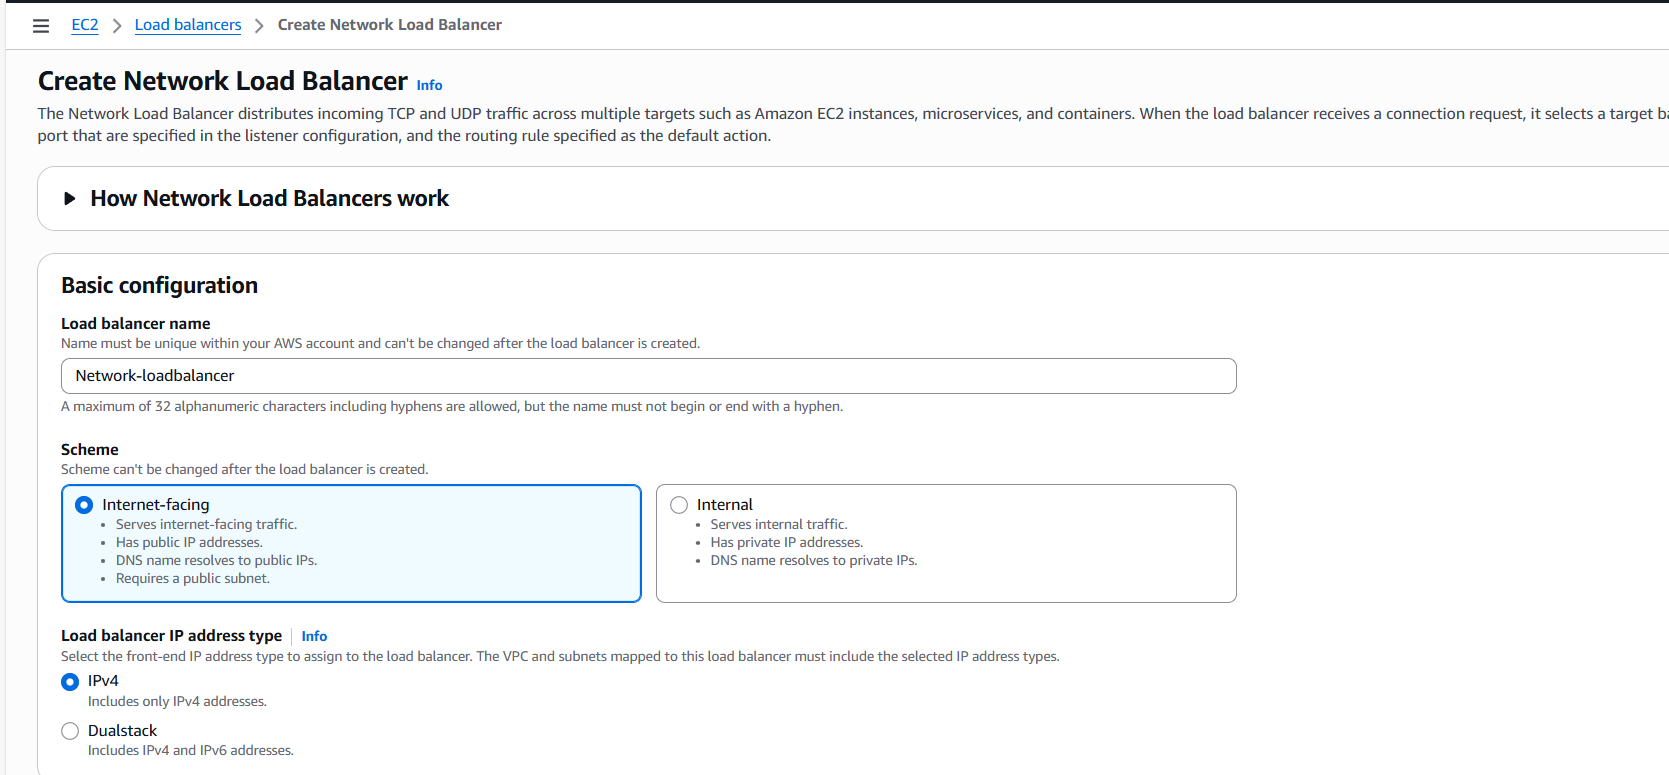 EC2 > Load balancers > Create Network Load Balancer
Create Network Load Balancer Info
The Network Load Balancer distributes incoming TCP and UDP traffic across multiple targets such as Amazon EC2 instances, microservices, and containers. When the load balancer receives a connection request, it selects a target ba
port that are specified in the listener configuration, and the routing rule specified as the default action.
How Network Load Balancers work
Basic configuration
Load balancer name
Name must be unique within your AWS account and can't be changed after the load balancer is created.
Network-loadbalancer
A maximum of 32 alphanumeric characters including hyphens are allowed, but the name must not begin or end with a hyphen.
Scheme
Scheme can't be changed after the load balancer is created.
Internet-facing
• Serves internet-facing traffic.
• Has public IP addresses.
• DNS name resolves to public IPs.
• Requires a public subnet.
Internal
• Serves internal traffic.
• Has private IP addresses.
• DNS name resolves to private IPs.
Load balancer IP address type Info
Select the front-end IP address type to assign to the load balancer. The VPC and subnets mapped to this load balancer must include the selected IP address types.
IPv4
Includes only IPv4 addresses.
Dualstack
Includes IPv4 and IPv6 addresses.